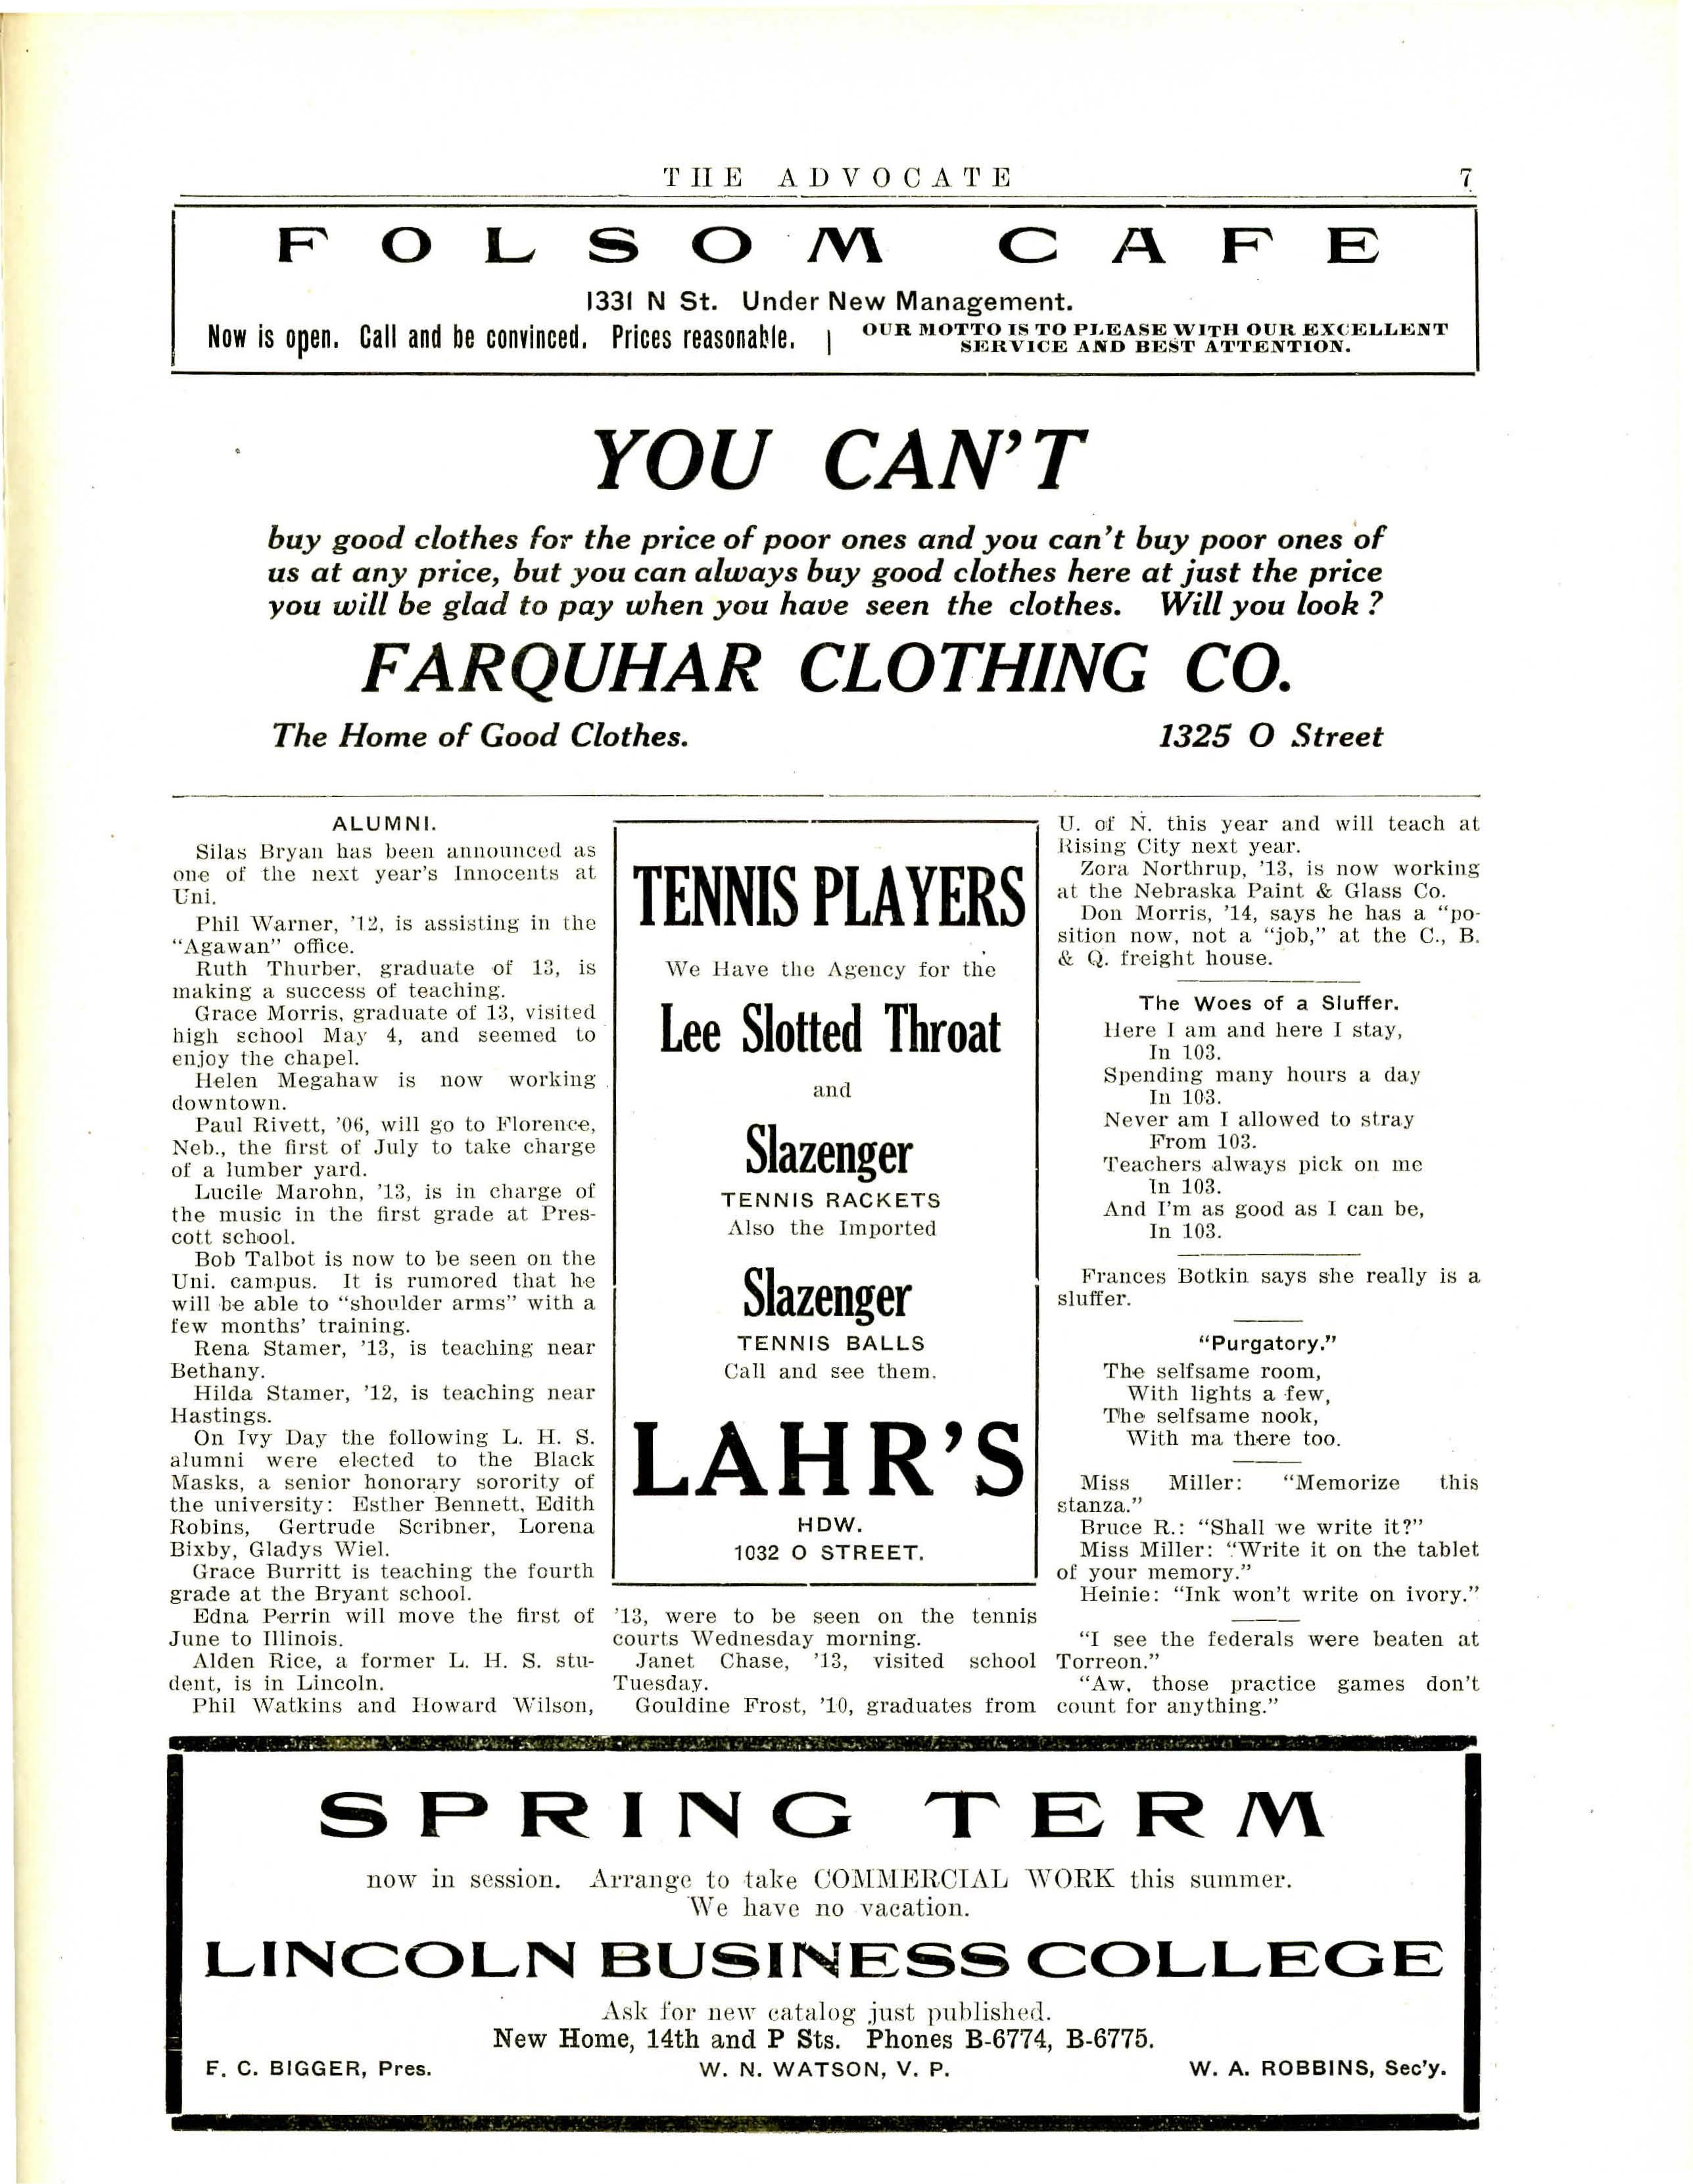 THE ADVOCATE 7
FOLSOM CAFE
1331 N St. Under New Management.
Now is open. Call and be convinced. Prices reasonable. |
OUR MOTTO IS TO PLEASE WITH OUR EXCELLENT
SERVICE AND BEST ATTENTION.
YOU CAN'T
buy good clothes for the price of poor ones and you can't buy poor ones of
us at any price, but you can always buy good clothes here at just the price
you will be glad to pay when you have seen the clothes. Will you look?
FARQUHAR CLOTHING CO.
The Home of Good Clothes. 1325 O Street
ALUMNI.
Silas Bryan has been announced as
one of the next year's Innocents at
Uni.
Phil Warner, '12, is assisting in the
"Agawan" office.
Ruth Thurber, graduate of 13, is
making a success of teaching.
Grace Morris, graduate of 13, visited
high school May 4, and seemed to
enjoy the chapel.
Helen Megahaw is now working
downtown.
Paul Rivett, '06, will go to Florence,
Neb., the first of July to take charge
of a lumber yard.
Lucile Marohn, '13, is in charge of
the music in the first grade at Pres-
cott school.
Bob Talbot is now to be seen on the
Uni. campus. It is rumored that he
will be able to "shoulder arms" with a
few months' training.
Rena Stamer, '13, is teaching near
Bethany.
Hilda Stamer, '12, is teaching near
Hastings.
On Ivy Day the following L. H. S.
alumni were elected to the Black
Masks, a senior honorary sorority of
the university: Esther Bennett, Edith
Robins, Gertrude Scribner, Lorena
Bixby, Gladys Wiel.
Grace Burritt is teaching the fourth
grade at the Bryant school.
Edna Perrin will move the first of
June to Illinois.
Alden Rice, a former L. H. S. stu-
dent, is in Lincoln.
Phil Watkins and Howard Wilson,
TENNIS PLAYERS
We Have the Agency for the
Lee Slotted Throat
and
Slazenger
TENNIS RACKETS
Also the Imported
Slazenger
TENNIS BALLS
Call and see them.
LAHR'S
HDW.
1032 O STREET.
'13, were to be seen on the tennis
courts Wednesday morning.
Janet Chase, '13, visited school
Tuesday.
Gouldine Frost, '10, graduates from
U. of N. this year and will teach at
Rising City next year.
Zora Northrup, '13, is now working
at the Nebraska Paint & Glass Co.
Don Morris, '14, says he has a "po-
sition now, not a "job," at the C., B.
& Q. freight house.
The Woes of a Sluffer.
Here I am and here I stay,
In 103.
Spending many hours a day
In 103.
Never am I allowed to stray
From 103.
Teachers always pick on me
In 103.
And I'm as good as I can be,
In 103.
Frances Botkin says she really is a
sluffer.
"Purgatory."
The selfsame room,
With lights a few,
The selfsame nook,
With ma there too.
Miss Miller: "Memorize this
stanza."
Bruce R.: "Shall we write it?"
Miss Miller: "Write it on the tablet
of your memory."
Heinie: "Ink won't write on ivory."
"I see the federals were beaten at
Torreon."
"Aw, those practice games don't
count for anything."
SPRING TERM
now in session. Arrange to take COMMERCIAL WORK this summer.
We have no vacation.
LINCOLN BUSINESS COLLEGE
Ask for new catalog just published.
New Home, 14th and P Sts. Phones B-6774, B-6775.
F. C. BIGGER, Pres. W. N. WATSON, V. P. W. A. ROBBINS, Sec'y.